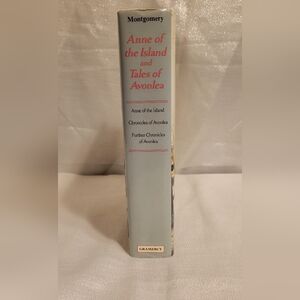 Montgomery
Anne of
the Island
and
Tales of
Avonlea
Anne of the Island
Chronicles of Avonlea
Further Chronicles
of Avonlea
GRAMERCY